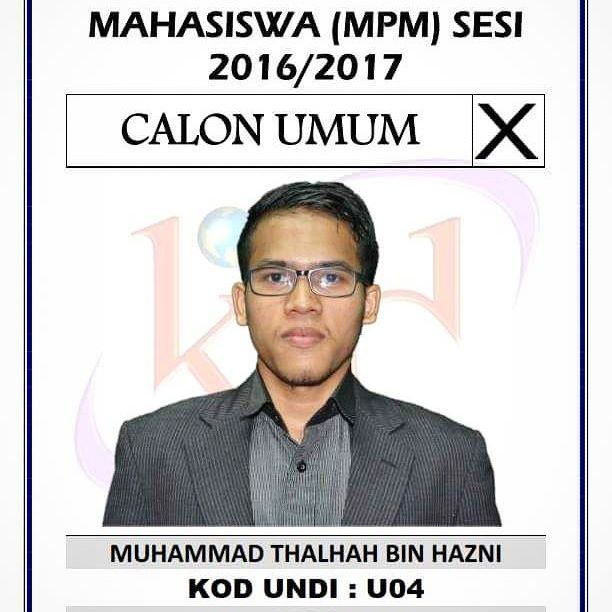 MAHASISWA (MPM) SESI
2016/2017
CALON UMUM X
MUHAMMAD THALHAH BIN HAZNI
KOD UNDI : U04